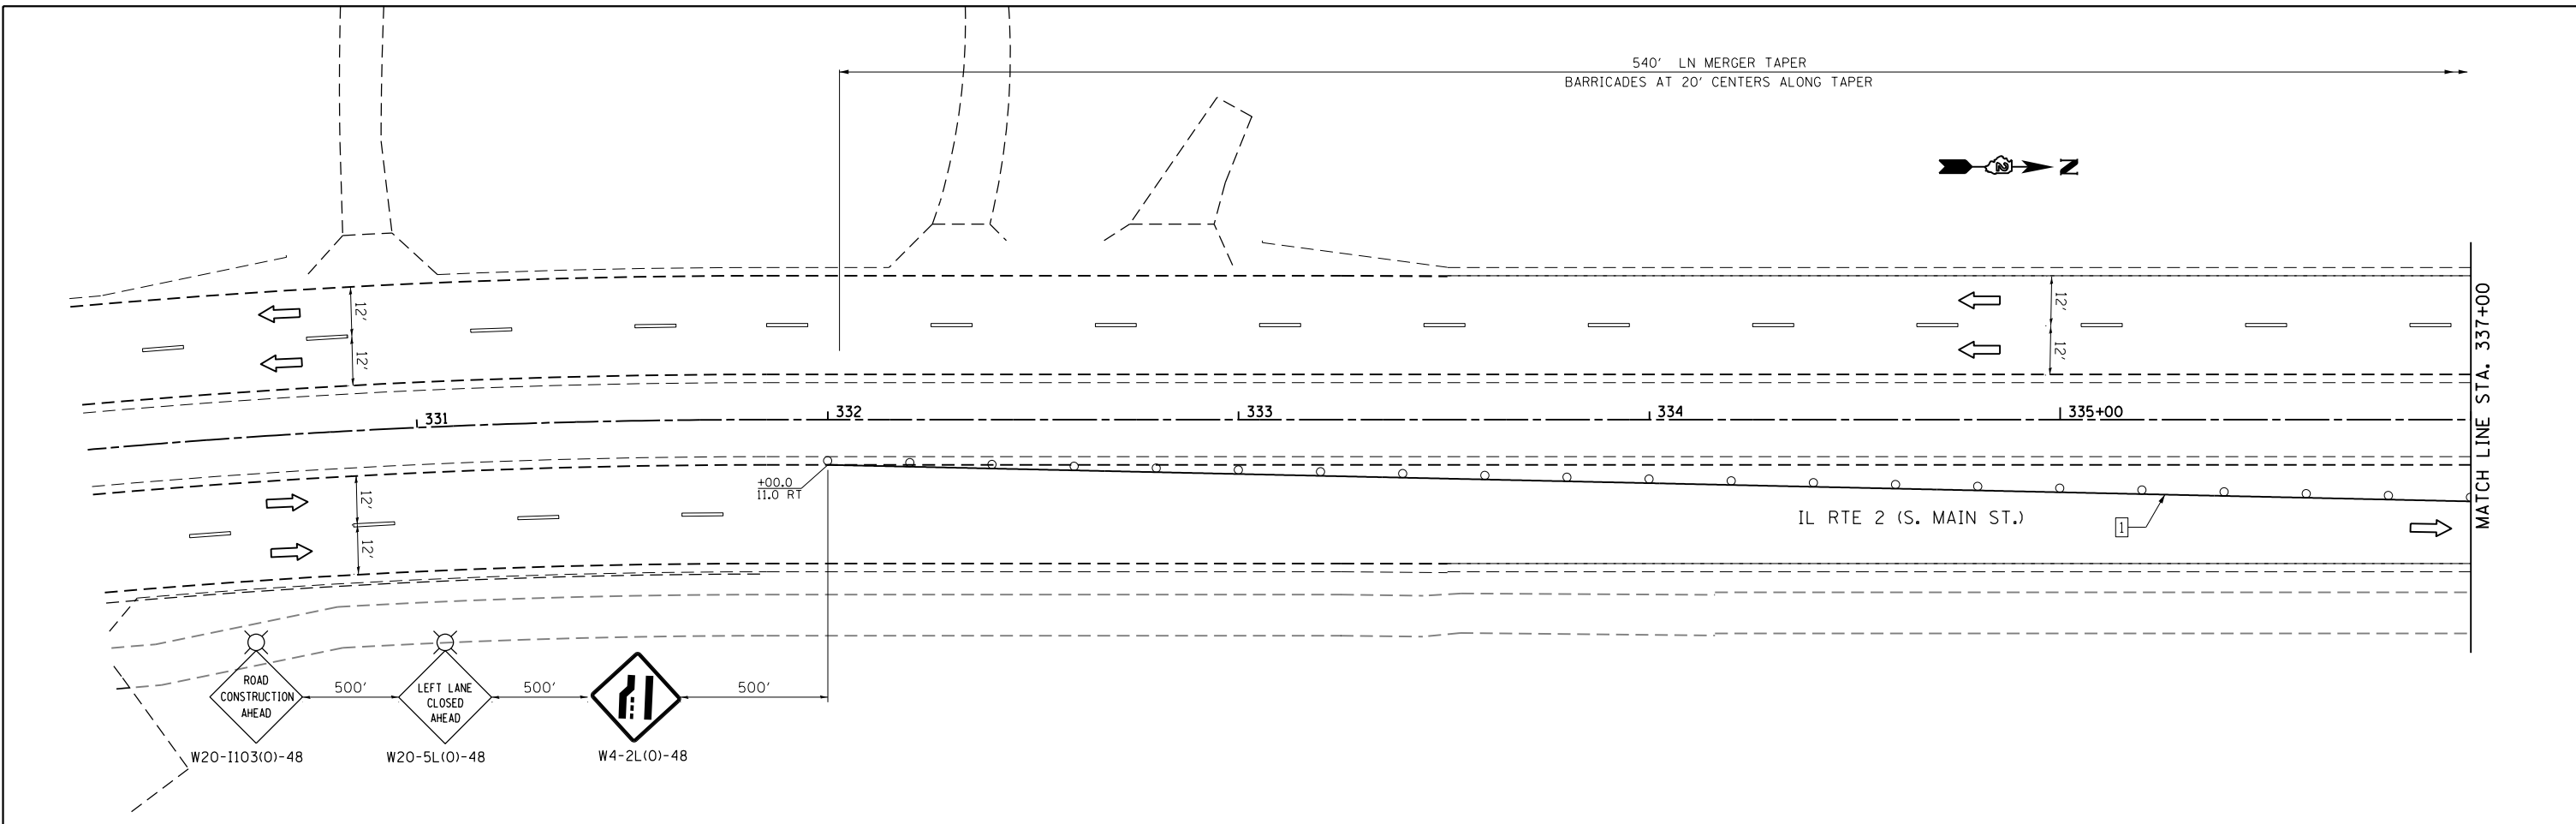 540' LN MERGER TAPER
BARRICADES AT 20' CENTERS ALONG TAPER
2
N
12'
12'
12'
12'
331
332
333
334
335+00
MATCH LINE STA. 337+00
+00.0
11.0 RT
12'
12'
IL RTE 2 (S. MAIN ST.)
1
ROAD
CONSTRUCTION
AHEAD
500'
LEFT LANE
CLOSED
AHEAD
500'
500'
W20-I103(O)-48
W20-5L(O)-48
W4-2L(O)-48